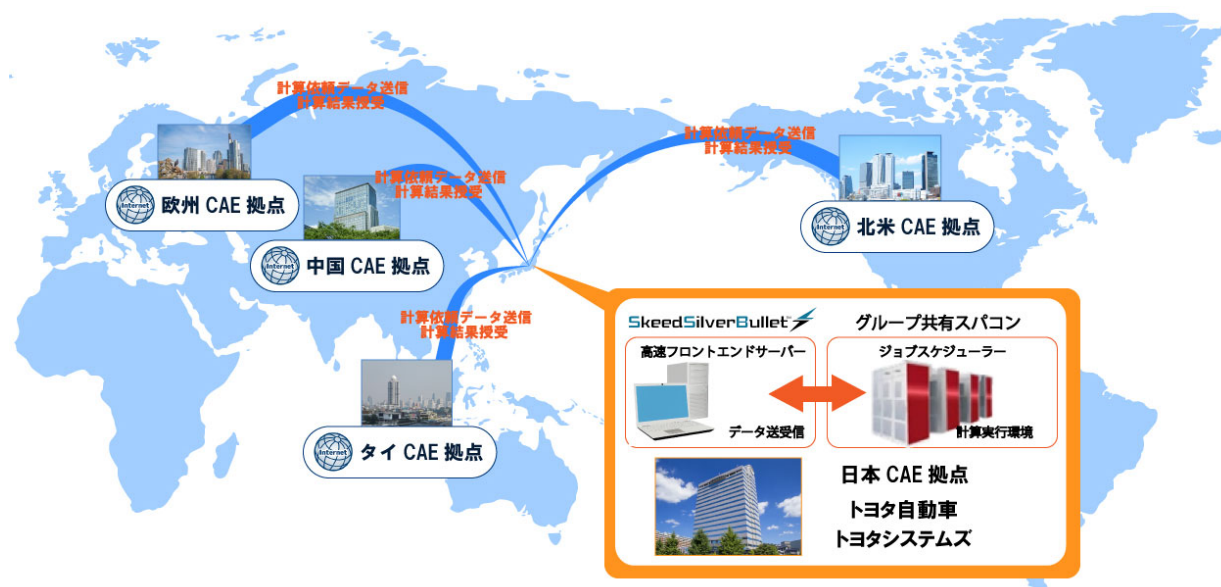 計算依頼データ送信
計算結果授受
Internet
欧州 CAE 拠点
計算依頼データ送信
計算結果授受
Internet
中国 CAE 拠点
計算依頼データ送信
計算結果授受
Internet
北米 CAE 拠点
計算依頼データ送信
計算結果授受
Internet
タイ CAE 拠点
SkeedSilverBullet™
高速フロントエンドサーバー
データ送受信
グループ共有スパコン
ジョブスケジューラー
計算実行環境
日本 CAE 拠点
トヨタ自動車
トヨタシステムズ